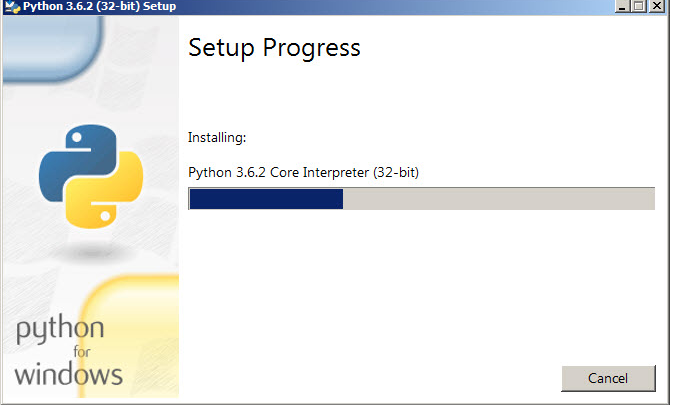 Python 3.6.2 (32-bit) Setup
Setup Progress
Installing:
Python 3.6.2 Core Interpreter (32-bit)
python
for
windows
Cancel